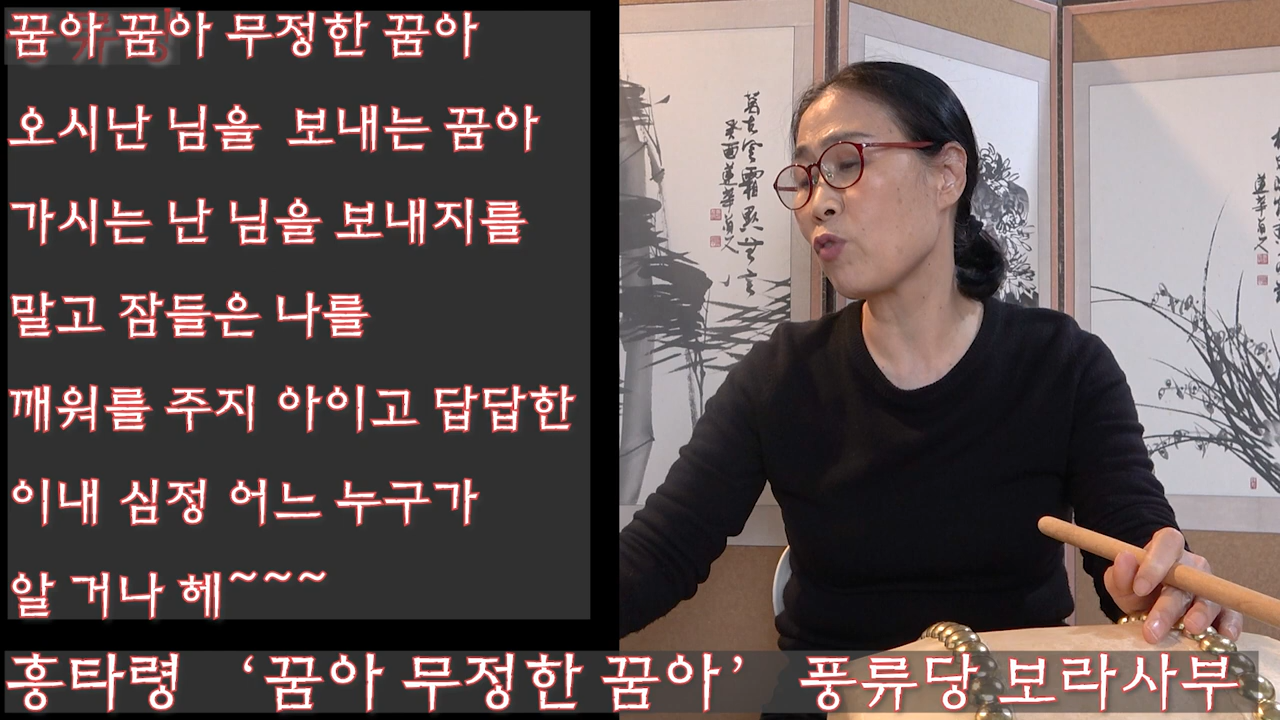 꿈아 꿈아 무정한 꿈아
오시난 님을 보내는 꿈아
가시는 난 님을 보내지를
말고 잠들은 나를
깨워를 주지 아이고 답답한
이내 심정 어느 누구가
알 거나 헤~~~
흥타령 ‘꿈아 무정한 꿈아’ 풍류당 보라사부